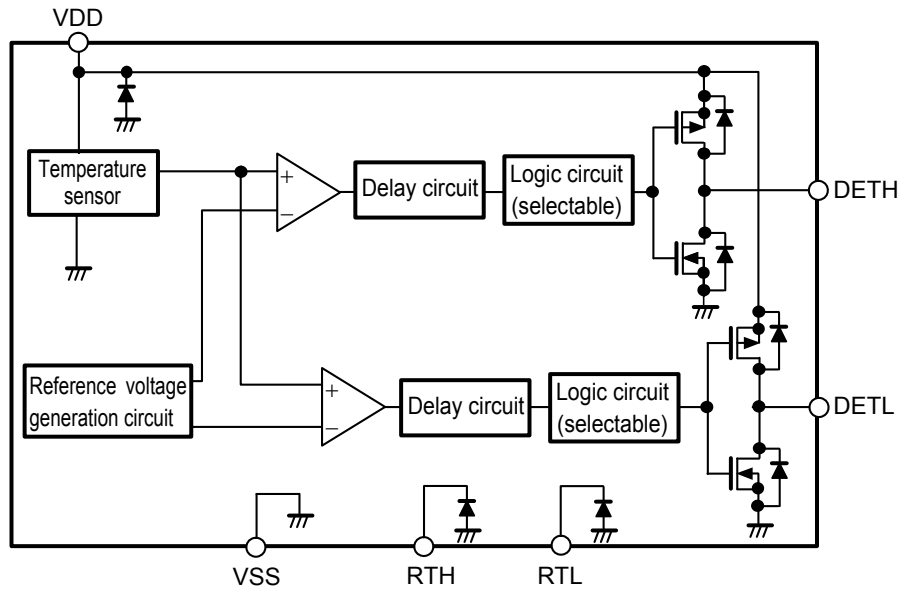 VDD
Temperature
sensor
+
−
Delay circuit
Logic circuit
(selectable)
DETH
Reference voltage
generation circuit
+
−
Delay circuit
Logic circuit
(selectable)
DETL
VSS
RTH
RTL